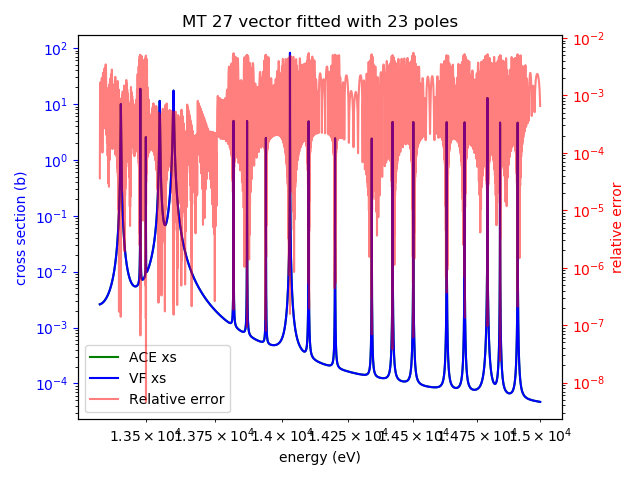 MT 27 vector fitted with 23 poles
cross section (b)
10²
10¹
10⁰
10⁻¹
10⁻²
10⁻³
10⁻⁴
10⁻²
10⁻³
10⁻⁴
10⁻⁵
10⁻⁶
10⁻⁷
10⁻⁸
relative error
ACE xs
VF xs
Relative error
1.35 × 10⁴ 1.375 × 10⁴ 1.4 × 10⁴ 1.425 × 10⁴ 1.45 × 10⁴ 1.475 × 10⁴ 1.5 × 10⁴
energy (eV)